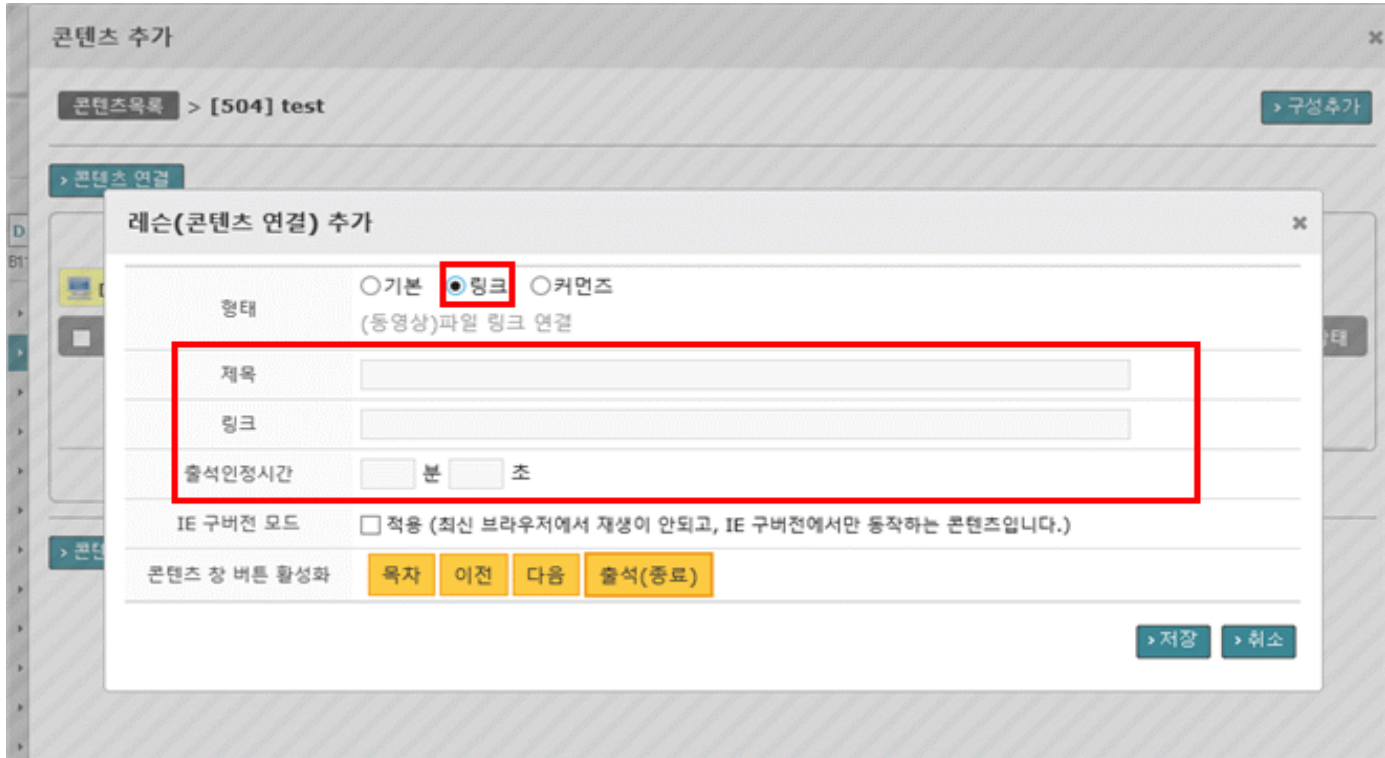 콘텐츠 추가
콘텐츠목록 > [504] test
› 구성추가
› 콘텐츠 연결
레슨(콘텐츠 연결) 추가
형태
기본 링크 커먼즈
(동영상)파일 링크 연결
제목
링크
출석인정시간
분 초
IE 구버전 모드
적용 (최신 브라우저에서 재생이 안되고, IE 구버전에서만 동작하는 콘텐츠입니다.)
콘텐츠 창 버튼 활성화
목차 이전 다음 출석(종료)
› 저장 › 취소